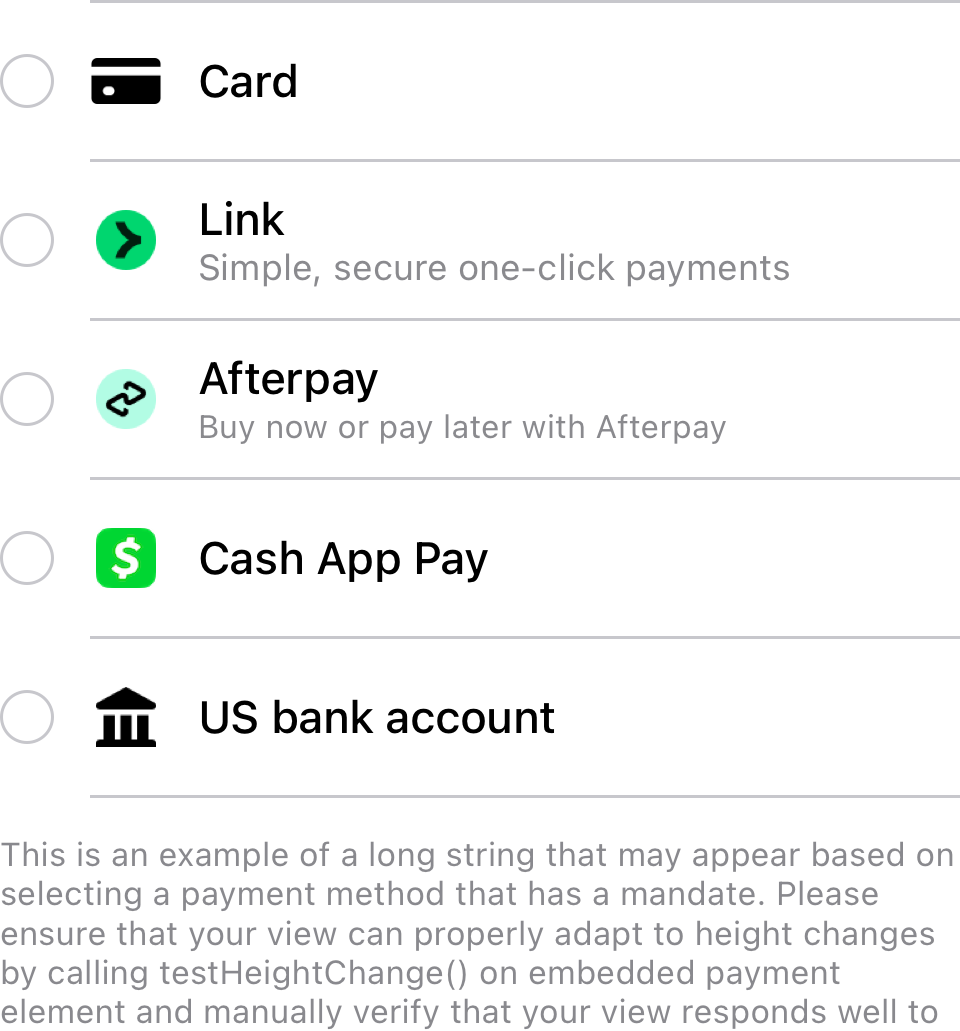 Card
Link
Simple, secure one-click payments
Afterpay
Buy now or pay later with Afterpay
$
Cash App Pay
US bank account
This is an example of a long string that may appear based on
selecting a payment method that has a mandate. Please
ensure that your view can properly adapt to height changes
by calling testHeightChange() on embedded payment
element and manually verify that your view responds well to